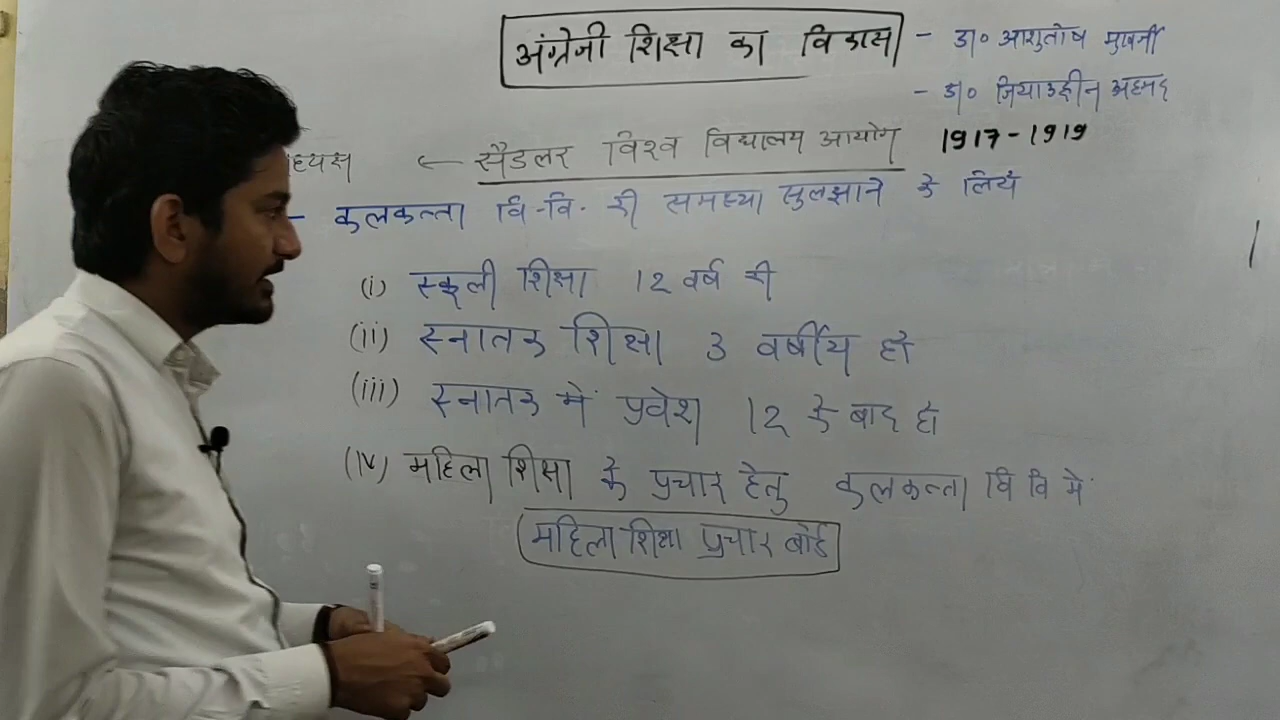 अंग्रेजी शिक्षा का विकास - डा० आशुतोष मुखर्जी
- डा० जियाउद्दीन अहमद
ध्यक्ष ← सैडलर विश्व विद्यालय आयोग 1917-1919
- कलकत्ता वि-वि. की समस्या सुलझाने के लिये
(i) स्कूली शिक्षा 12 वर्ष की
(ii) स्नातक शिक्षा 3 वर्षीय हो
(iii) स्नातक में प्रवेश 12 के बाद हो
(iv) महिला शिक्षा के प्रचार हेतु कलकत्ता वि वि में
महिला शिक्षा प्रचार बोर्ड